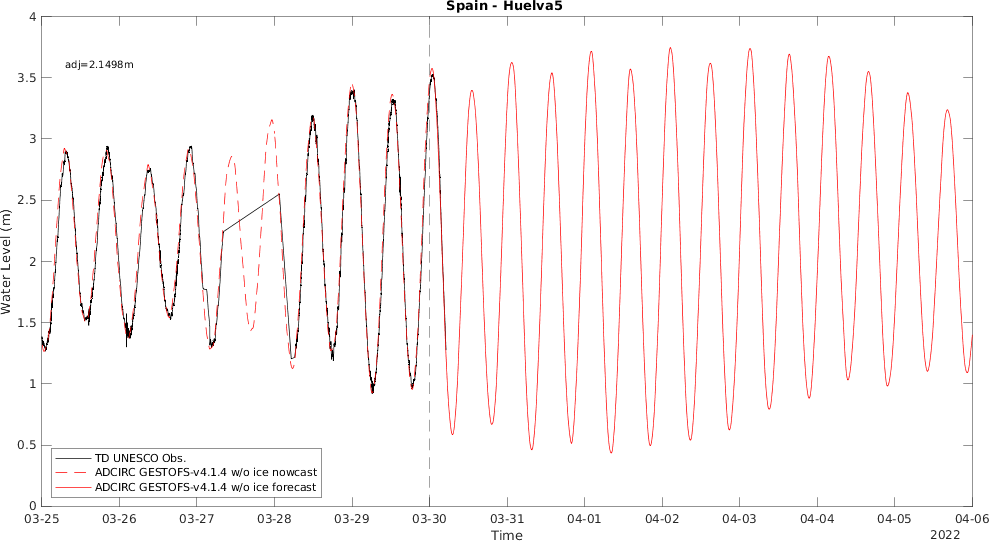 Spain - Huelva5
4
3.5
3
2.5
2
1.5
1
0.5
0
Water Level (m)
adj=2.1498m
TD UNESCO Obs.
ADCIRC GESTOFS-v4.1.4 w/o ice nowcast
ADCIRC GESTOFS-v4.1.4 w/o ice forecast
03-25 03-26 03-27 03-28 03-29 03-30 03-31 04-01 04-02 04-03 04-04 04-05 04-06
Time
2022